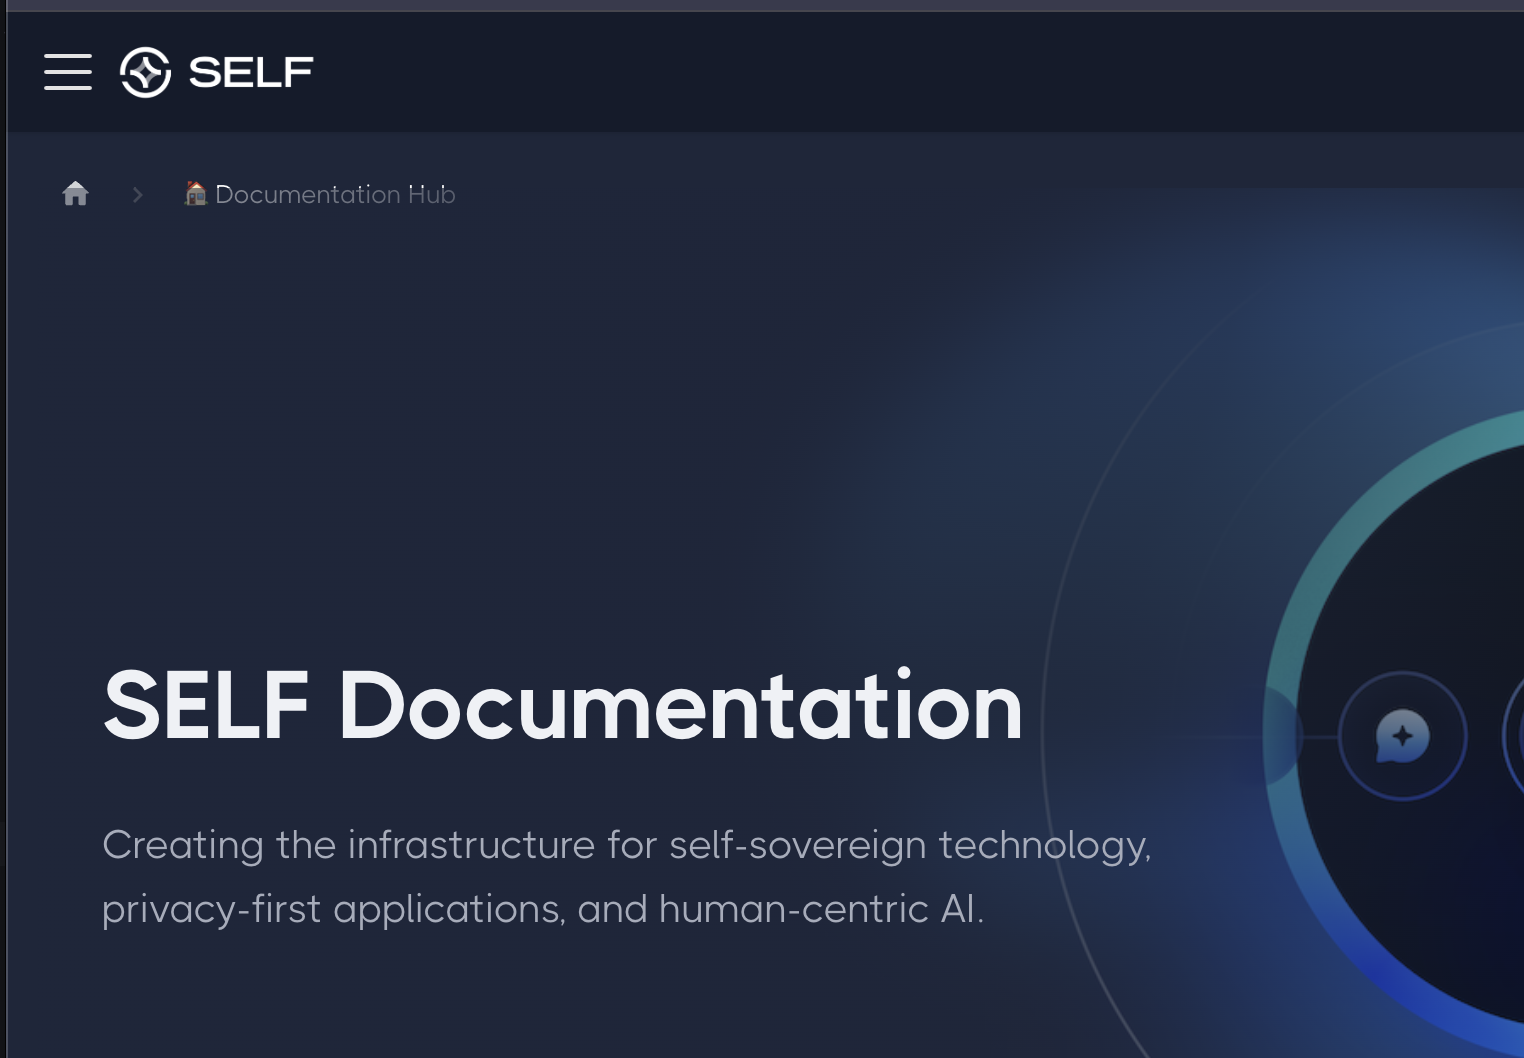 SELF
🏠 Documentation Hub
SELF Documentation
Creating the infrastructure for self-sovereign technology,
privacy-first applications, and human-centric AI.